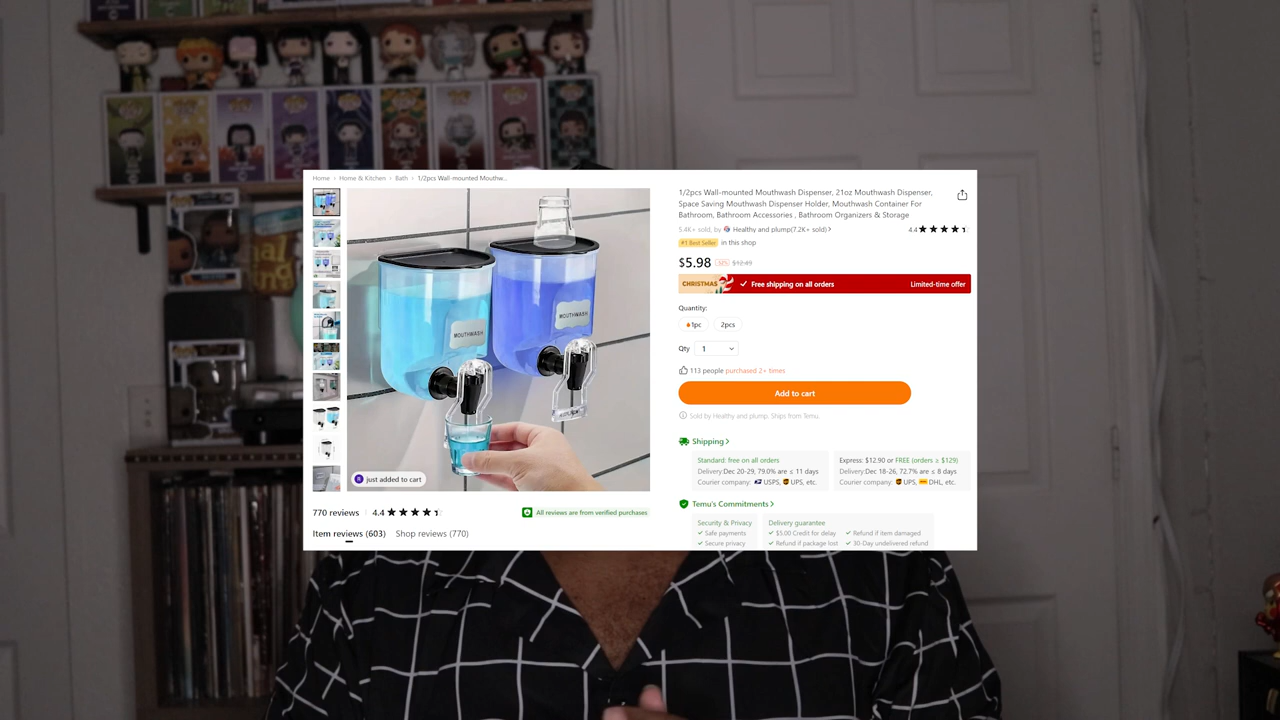 Home > Home & Kitchen > Bath > 1/2pcs Wall-mounted Mouthw...
1/2pcs Wall-mounted Mouthwash Dispenser, 21oz Mouthwash Dispenser,
Space Saving Mouthwash Dispenser Holder, Mouthwash Container For
Bathroom, Bathroom Accessories , Bathroom Organizers & Storage
5.4K+ sold, by Healthy and plump(7.2K+ sold) >
4.4
#1 Best Seller in this shop
$5.98 -52% $12.49
CHRISTMAS ✓ Free shipping on all orders Limited-time offer
Quantity:
1pc 2pcs
Qty 1
113 people purchased 2+ times
Add to cart
Sold by Healthy and plump. Ships from Temu.
Shipping >
Standard: free on all orders
Delivery: Dec 20-29, 79.0% are ≤ 11 days
Courier company: USPS, UPS, etc.
Express: $12.90 or FREE (orders ≥ $129)
Delivery: Dec 18-26, 72.7% are ≤ 8 days
Courier company: UPS, DHL, etc.
Temu's Commitments >
Security & Privacy
✓ Safe payments
✓ Secure privacy
Delivery guarantee
✓ $5.00 Credit for delay ✓ Refund if item damaged
✓ Refund if package lost ✓ 30-Day undelivered refund
MOUTHWASH
MOUTHWASH
R just added to cart
770 reviews 4.4
All reviews are from verified purchases
Item reviews (603) Shop reviews (770)